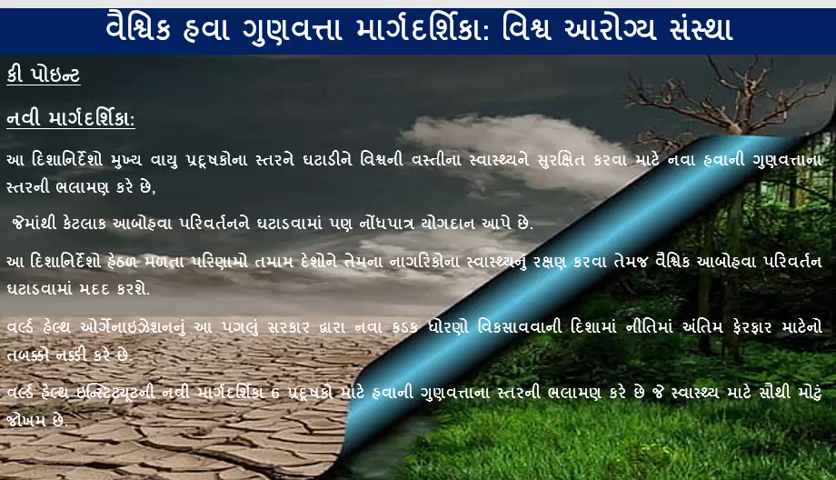 વૈશ્વિક હવા ગુણવત્તા માર્ગદર્શિકા: વિશ્વ આરોગ્ય સંસ્થા
કી પોઇન્ટ
નવી માર્ગદર્શિકા:
આ દિશાનિર્દેશો મુખ્ય વાયુ પ્રદૂષકોના સ્તરને ઘટાડીને વિશ્વની વસ્તીના સ્વાસ્થ્યને સુરક્ષિત કરવા માટે નવા હવાની ગુણવત્તાના
સ્તરની ભલામણ કરે છે,
જેમાંથી કેટલાક આબોહવા પરિવર્તનને ઘટાડવામાં પણ નોંધપાત્ર યોગદાન આપે છે.
આ દિશાનિર્દેશો હેઠળ મળતા પરિણામો તમામ દેશોને તેમના નાગરિકોના સ્વાસ્થ્યનું રક્ષણ કરવા તેમજ વૈશ્વિક આબોહવા પરિવર્તન
ઘટાડવામાં મદદ કરશે.
વર્લ્ડ હેલ્થ ઓર્ગેનાઇઝેશનનું આ પગલું સરકાર દ્વારા નવા કડક ધોરણો વિકસાવવાની દિશામાં નીતિમાં અંતિમ ફેરફાર માટેનો
તબક્કો નક્કી કરે છે.
વર્લ્ડ હેલ્થ ઇન્સ્ટિટ્યૂટની નવી માર્ગદર્શિકા 6 પ્રદૂષકો માટે હવાની ગુણવત્તાના સ્તરની ભલામણ કરે છે જે સ્વાસ્થ્ય માટે સૌથી મોટું
જોખમ છે.